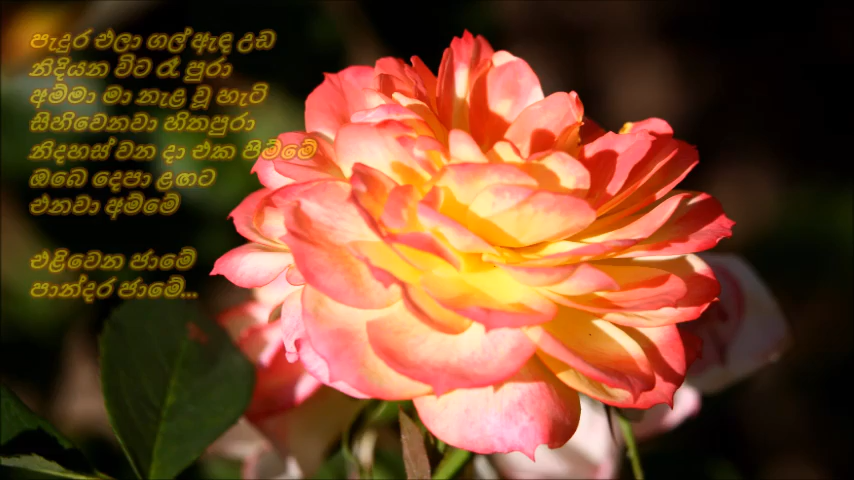 පැදුර එලා ගල් ඇඳ උඩ
නිදියන විට රෑ පුරා
අම්මා මා නැළ වූ හැටි
සිහිවෙනවා හිතපුරා
නිදහස් වන දා එක පිම්මේ
ඔබෙ දෙපා ළඟට
එනවා අම්මේ
එළිවෙන ජාමේ
පාන්දර ජාමේ...